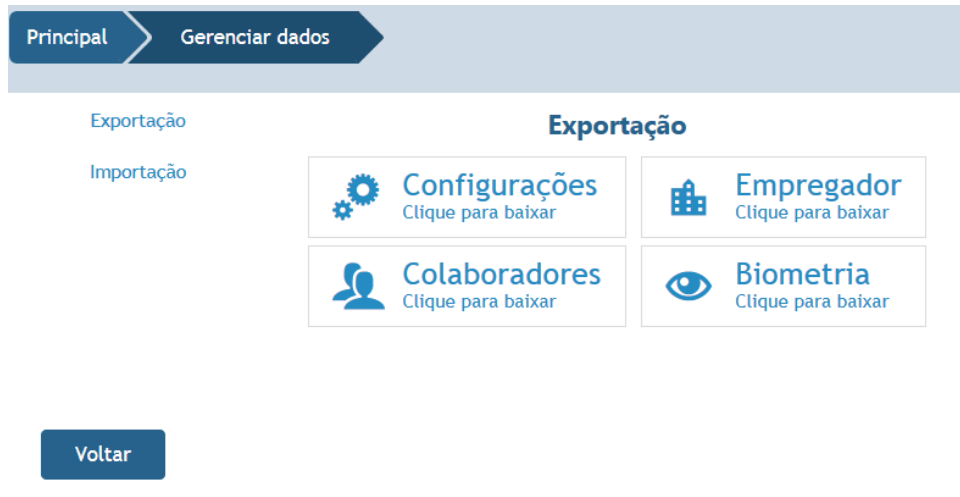 Principal
Gerenciar dados
Exportação
Importação
Exportação
Configurações
Clique para baixar
Empregador
Clique para baixar
Colaboradores
Clique para baixar
Biometria
Clique para baixar
Voltar